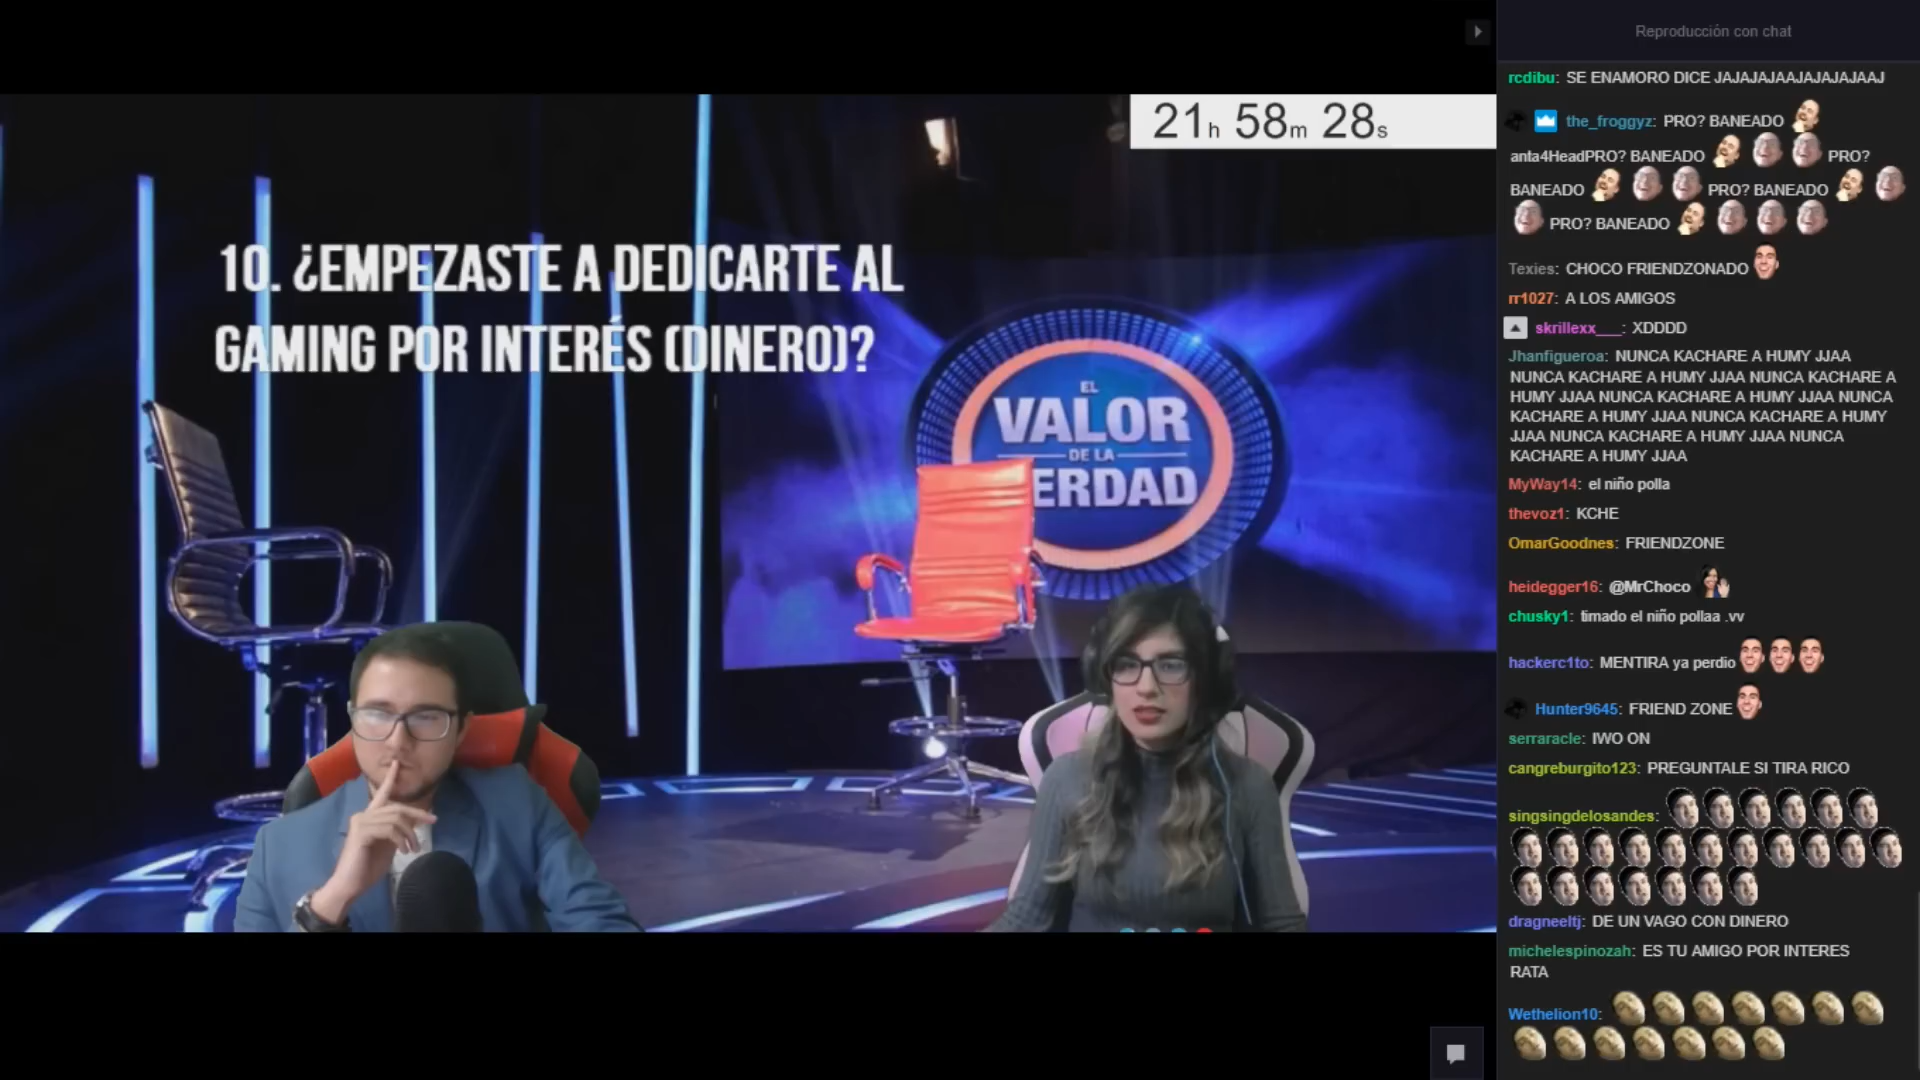 21h 58m 28s
10. ¿EMPEZASTE A DEDICARTE AL
GAMING POR INTERÉS (DINERO)?
EL
VALOR
DE LA
ERDAD
Reproducción con chat
rcdibu: SE ENAMORO DICE JAJAJAJAAJAJAJAJAAJ
the_froggyz: PRO? BANEADO
anta4HeadPRO? BANEADO PRO?
BANEADO PRO? BANEADO
PRO? BANEADO
Texies: CHOCO FRIENDZONADO
rr1027: A LOS AMIGOS
skrillexx___: XDDDD
Jhanfigueroa: NUNCA KACHARE A HUMY JJAA
NUNCA KACHARE A HUMY JJAA NUNCA KACHARE A
HUMY JJAA NUNCA KACHARE A HUMY JJAA NUNCA
KACHARE A HUMY JJAA NUNCA KACHARE A HUMY
JJAA NUNCA KACHARE A HUMY JJAA NUNCA
KACHARE A HUMY JJAA
MyWay14: el niño polla
thevoz1: KCHE
OmarGoodnes: FRIENDZONE
heidegger16: @MrChoco
chusky1: timado el niño pollaa .vv
hackerc1to: MENTIRA ya perdio
Hunter9645: FRIEND ZONE
serraracle: IWO ON
cangreburgito123: PREGUNTALE SI TIRA RICO
singsingdelosandes:
dragneeltj: DE UN VAGO CON DINERO
michelespinozah: ES TU AMIGO POR INTERES
RATA
Wethelion10: